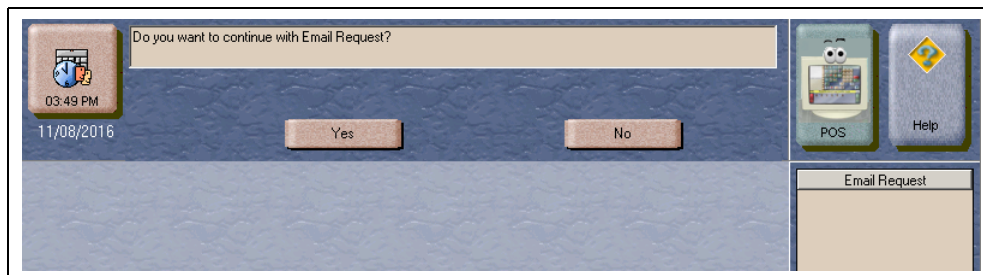 Do you want to continue with Email Request?
03:49 PM
11/08/2016
Yes
No
POS
Help
Email Request